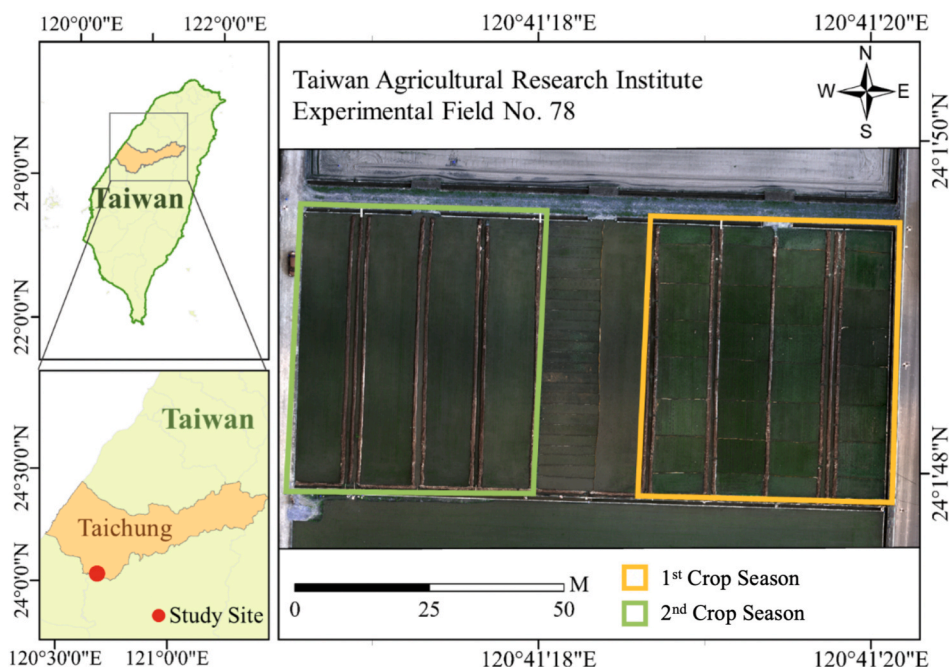 120°0'0"E
122°0'0"E
24°0'0"N
22°0'0"N
Taiwan
Taiwan
Taichung
Study Site
24°30'0"N
24°0'0"N
120°30'0"E
121°0'0"E
120°41'18"E
120°41'20"E
Taiwan Agricultural Research Institute
Experimental Field No. 78
N
W
E
S
24°1'50"N
24°1'48"N
M
0
25
50
1st Crop Season
2nd Crop Season
120°41'18"E
120°41'20"E